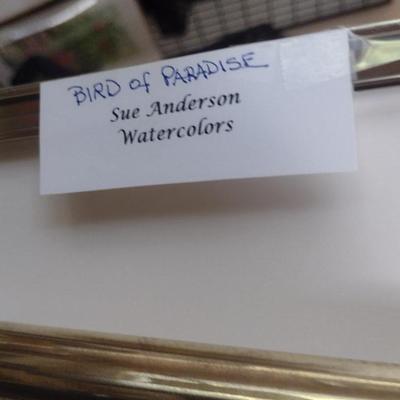 BIRD of PARADISE
Sue Anderson
Watercolors